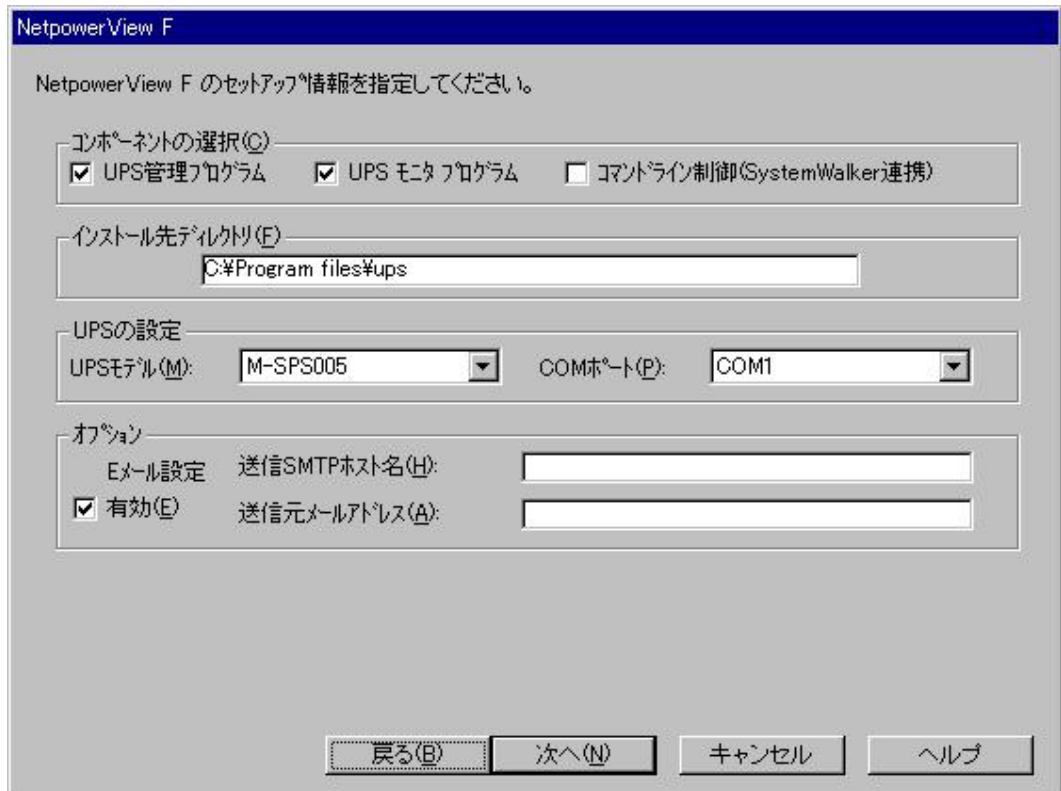 NetpowerView F
NetpowerView F のｾｯﾄｱｯﾌﾟ情報を指定してください。
ｺﾝﾎﾟｰﾈﾝﾄの選択(C)
UPS管理ﾌﾟﾛｸﾞﾗﾑ UPS ﾓﾆﾀ ﾌﾟﾛｸﾞﾗﾑ ｺﾏﾝﾄﾞﾗｲﾝ制御(SystemWalker連携)
ｲﾝｽﾄｰﾙ先ﾃﾞｨﾚｸﾄﾘ(F)
C:¥Program files¥ups
UPSの設定
UPSﾓﾃﾞﾙ(M): M-SPS005 COMﾎﾟｰﾄ(P): COM1
ｵﾌﾟｼｮﾝ
Eﾒｰﾙ設定 送信SMTPﾎｽﾄ名(H):
有効(E) 送信元ﾒｰﾙｱﾄﾞﾚｽ(A):
戻る(B) 次へ(N) キャンセル ヘルプ